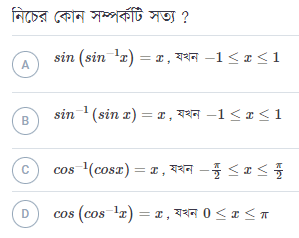 নিচের কোন সম্পর্কটি সত্য ?
A sin (sin⁻¹x) = x , যখন −1 ≤ x ≤ 1
B sin⁻¹ (sin x) = x , যখন −1 ≤ x ≤ 1
C cos⁻¹(cosx) = x , যখন −π/2 ≤ x ≤ π/2
D cos (cos⁻¹x) = x , যখন 0 ≤ x ≤ π